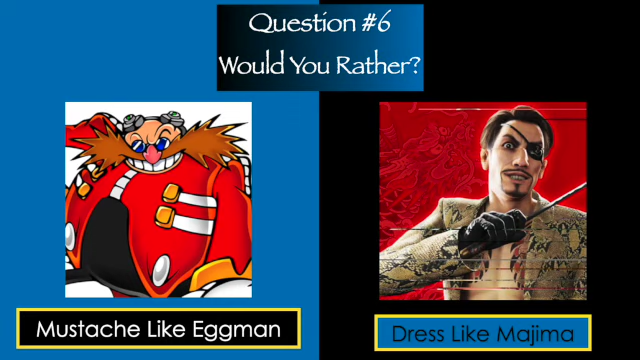 Question #6
Would You Rather?
Mustache Like Eggman
Dress Like Majima